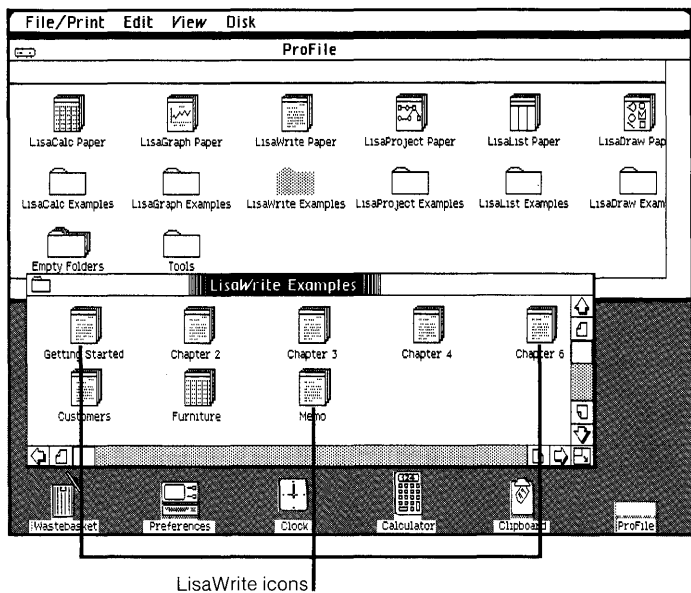 File/Print Edit View Disk
ProFile
LisaCalc Paper LisaGraph Paper LisaWrite Paper LisaProject Paper LisaList Paper LisaDraw Pap
LisaCalc Examples LisaGraph Examples LisaWrite Examples LisaProject Examples LisaList Examples LisaDraw Exam
Empty Folders Tools
LisaWrite Examples
Getting Started Chapter 2 Chapter 3 Chapter 4 Chapter 6
Customers Furniture Memo
Wastebasket Preferences Clock Calculator Clipboard ProFile
LisaWrite icons